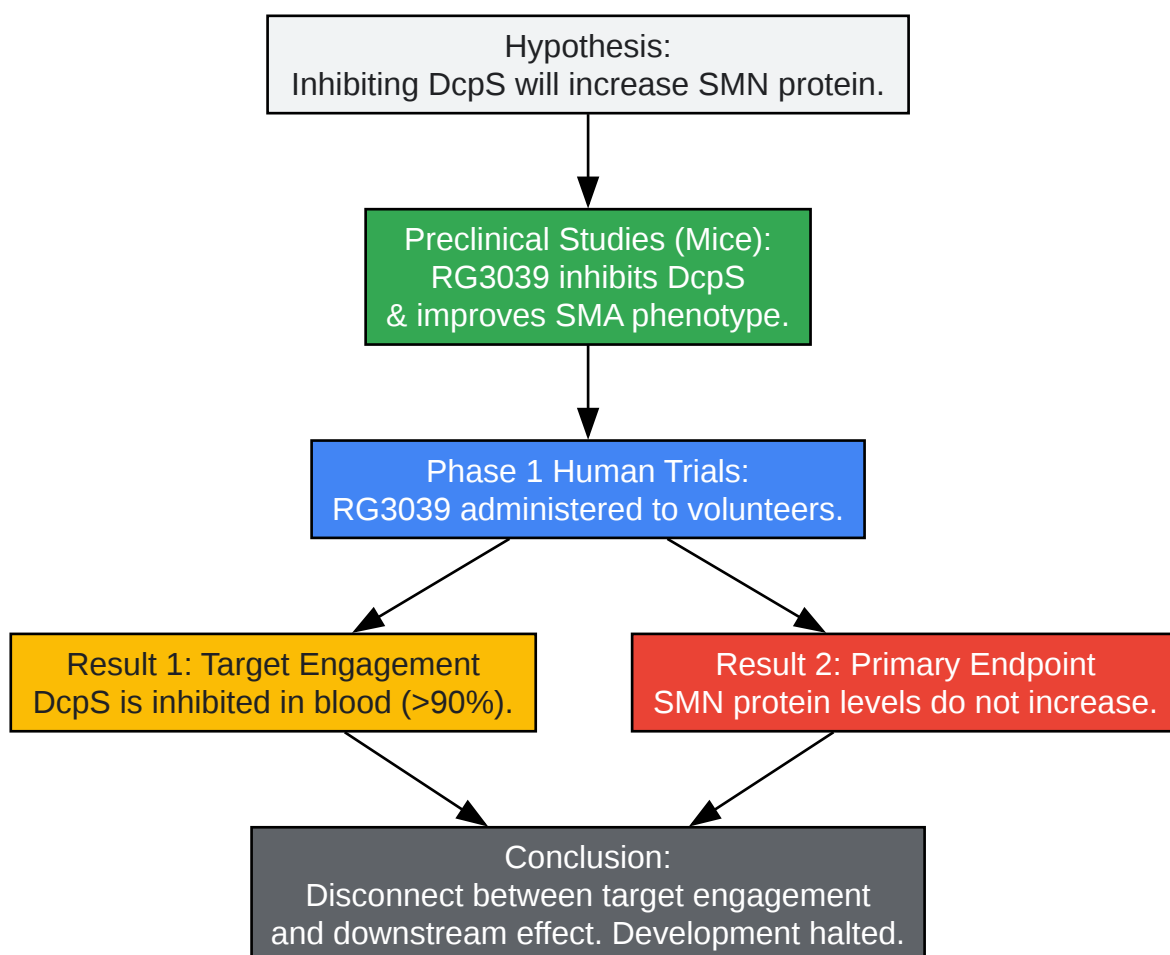 Hypothesis:
Inhibiting DcpS will increase SMN protein.
Preclinical Studies (Mice):
RG3039 inhibits DcpS
& improves SMA phenotype.
Phase 1 Human Trials:
RG3039 administered to volunteers.
Result 1: Target Engagement
DcpS is inhibited in blood (>90%).
Result 2: Primary Endpoint
SMN protein levels do not increase.
Conclusion:
Disconnect between target engagement
and downstream effect. Development halted.